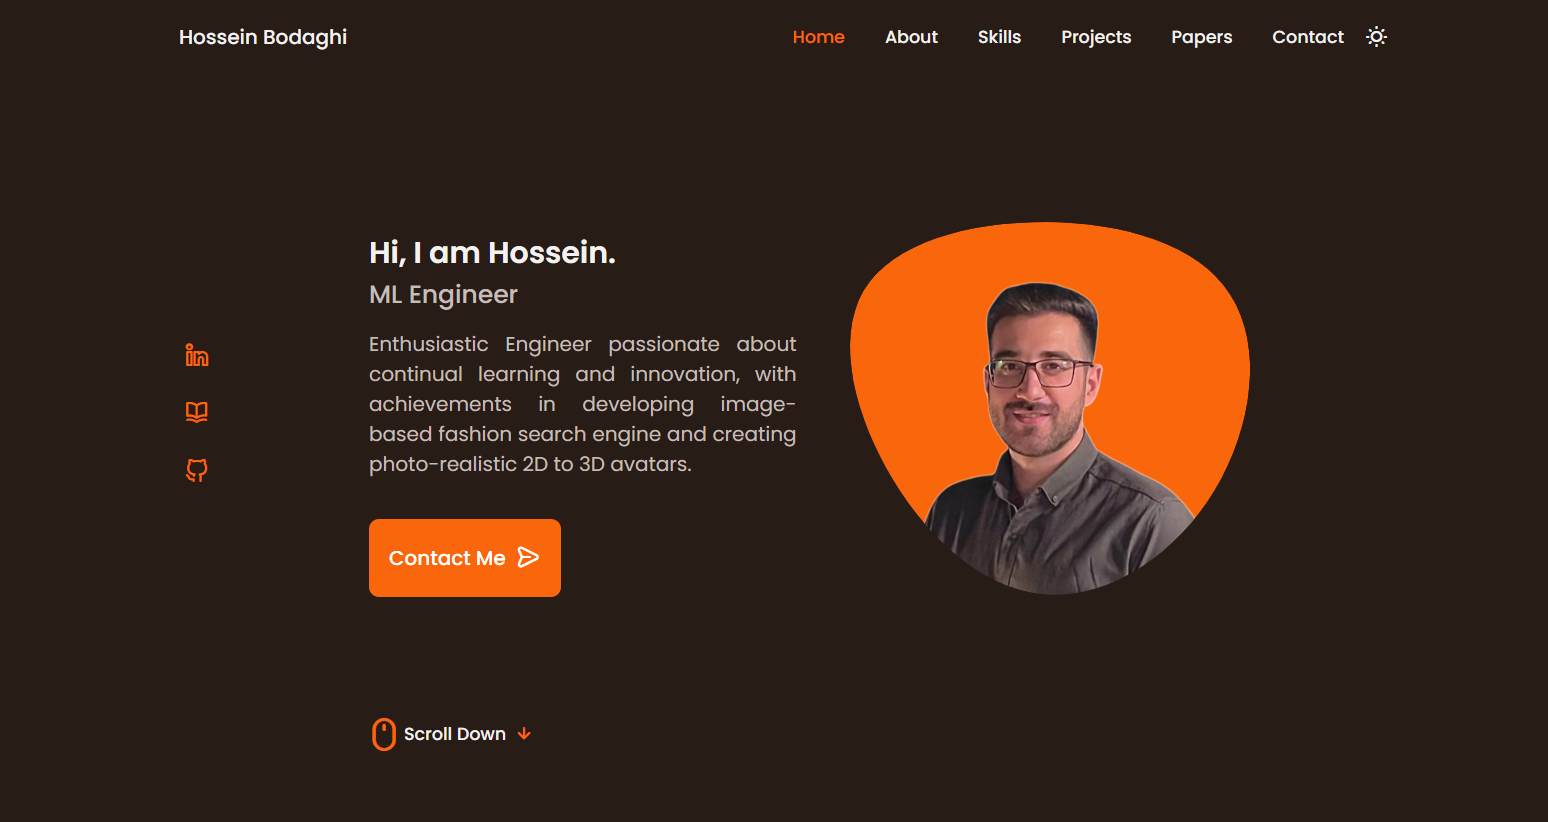 Hossein Bodaghi
Home About Skills Projects Papers Contact
Hi, I am Hossein.
ML Engineer
Enthusiastic Engineer passionate about
continual learning and innovation, with
achievements in developing image-
based fashion search engine and creating
photo-realistic 2D to 3D avatars.
Contact Me
Scroll Down